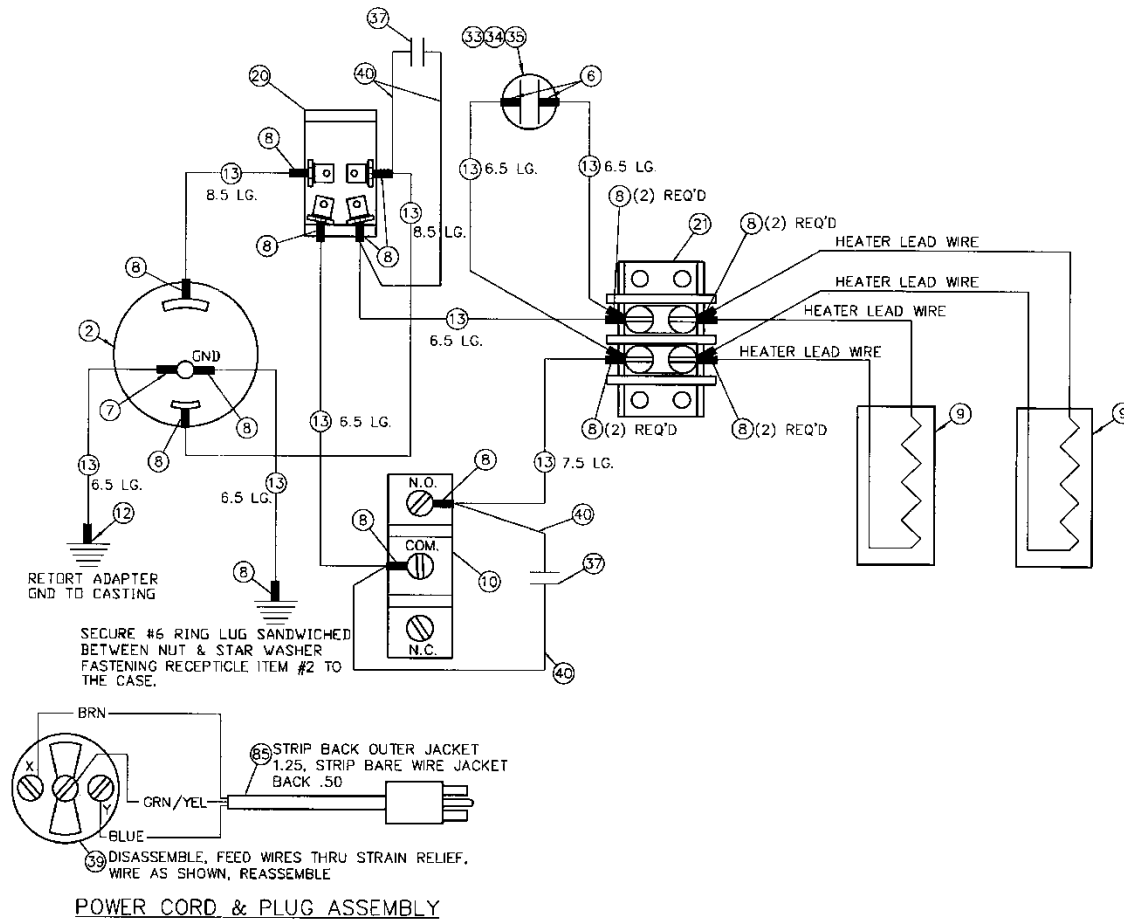 37
33 34 35
20
40
6
8
13
8.5 LG.
13
6.5 LG.
13
6.5 LG.
8 (2) REQ'D
21
8 (2) REQ'D
8
8
13
8.5 LG.
HEATER LEAD WIRE
HEATER LEAD WIRE
HEATER LEAD WIRE
HEATER LEAD WIRE
8
2
GND
7
8
8
13
6.5 LG.
13
6.5 LG.
8 (2) REQ'D
8 (2) REQ'D
9
9
13
6.5 LG.
13
6.5 LG.
12
RETORT ADAPTER
GND TO CASTING
8
SECURE #6 RING LUG SANDWICHED
BETWEEN NUT & STAR WASHER
FASTENING RECEPTICLE ITEM #2 TO
THE CASE.
13
7.5 LG.
N.O.
8
8
COM.
10
N.C.
40
37
40
BRN
X
Y
GRN/YEL
BLUE
85 STRIP BACK OUTER JACKET
1.25, STRIP BARE WIRE JACKET
BACK .50
39 DISASSEMBLE, FEED WIRES THRU STRAIN RELIEF,
WIRE AS SHOWN, REASSEMBLE
POWER CORD & PLUG ASSEMBLY